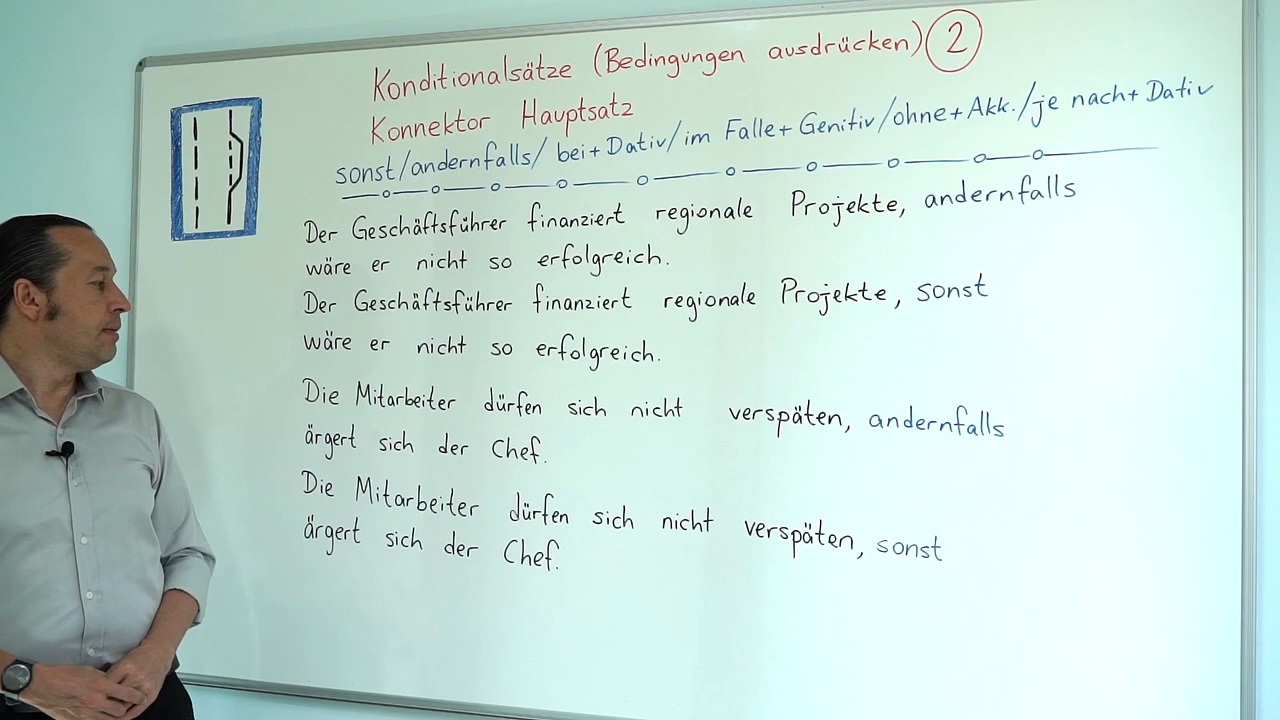 Konditionalsätze (Bedingungen ausdrücken) 2
Konnektor Hauptsatz
sonst/andernfalls/ bei+Dativ/im Falle+Genitiv/ohne+Akk./je nach+Dativ
Der Geschäftsführer finanziert regionale Projekte, andernfalls
wäre er nicht so erfolgreich.
Der Geschäftsführer finanziert regionale Projekte, sonst
wäre er nicht so erfolgreich.
Die Mitarbeiter dürfen sich nicht verspäten, andernfalls
ärgert sich der Chef.
Die Mitarbeiter dürfen sich nicht verspäten, sonst
ärgert sich der Chef.